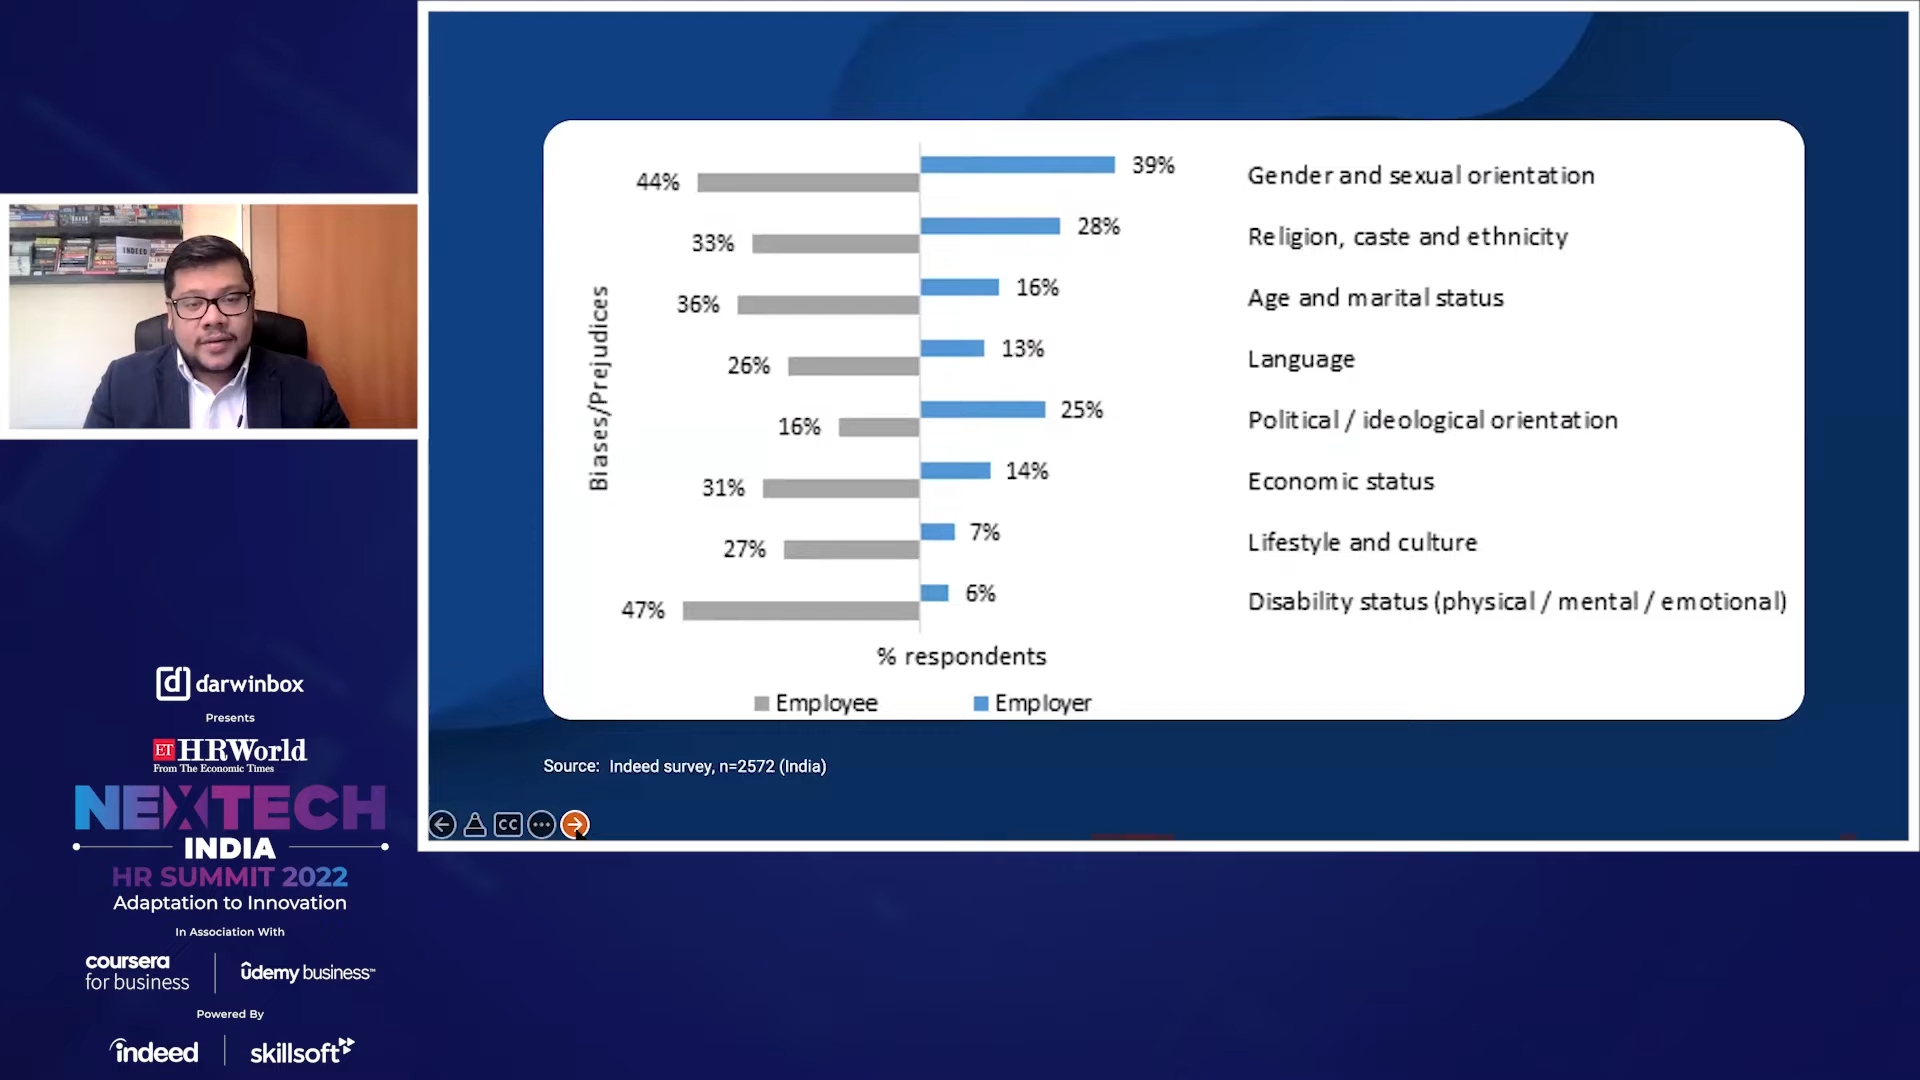 INDEED
darwinbox
Presents
ET HRWorld
From The Economic Times
NEXTECH
INDIA
HR SUMMIT 2022
Adaptation to Innovation
In Association With
coursera
for business
ûdemy business™
Powered By
indeed
skillsoft
Biases/Prejudices
44% 39% Gender and sexual orientation
33% 28% Religion, caste and ethnicity
36% 16% Age and marital status
26% 13% Language
16% 25% Political / ideological orientation
31% 14% Economic status
27% 7% Lifestyle and culture
47% 6% Disability status (physical / mental / emotional)
% respondents
Employee Employer
Source: Indeed survey, n=2572 (India)
CC